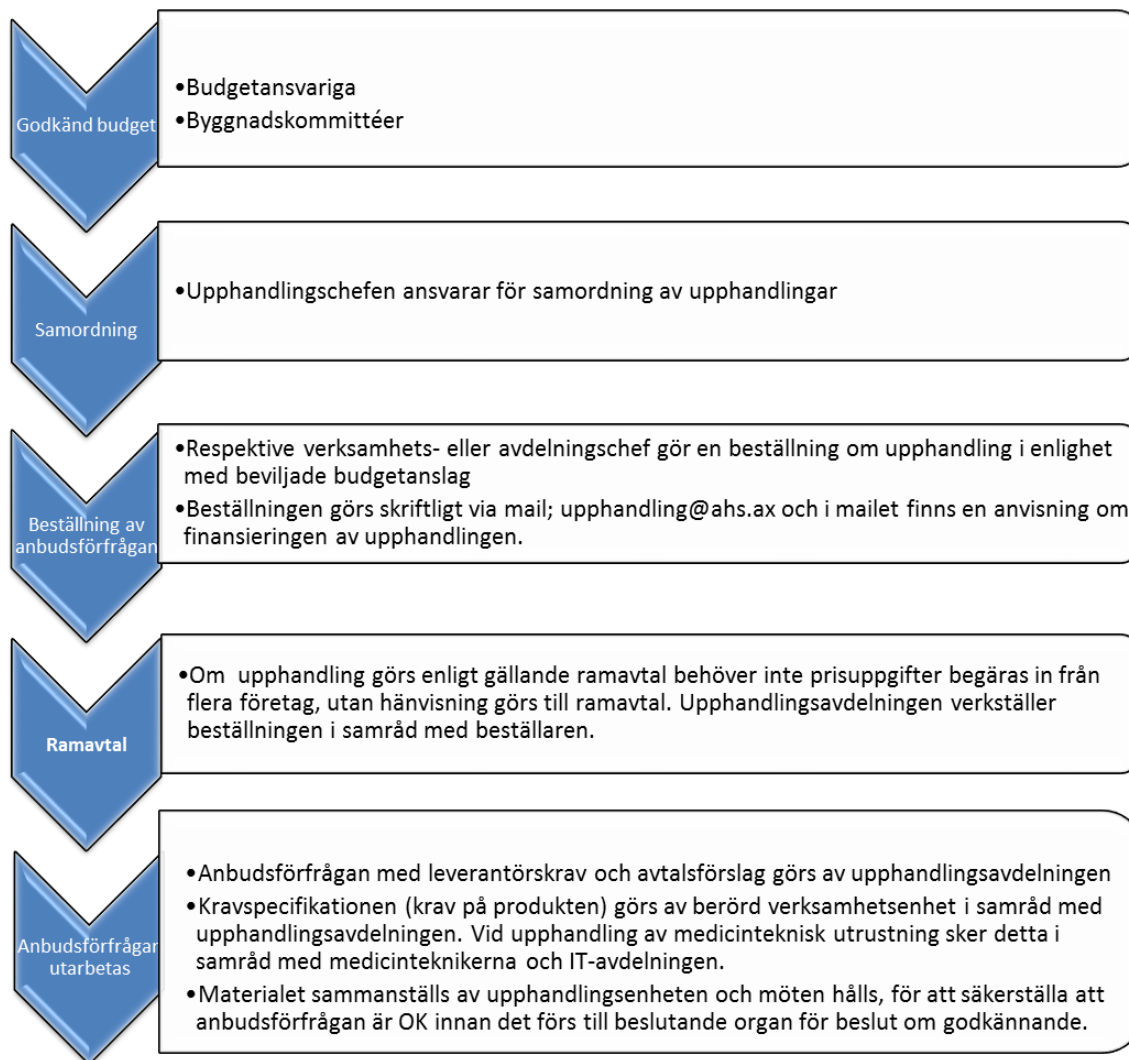 Godkänd budget
•Budgetansvariga
•Byggnadskommittéer
Samordning
•Upphandlingschefen ansvarar för samordning av upphandlingar
Beställning av
anbudsförfrågan
•Respektive verksamhets- eller avdelningschef gör en beställning om upphandling i enlighet
med beviljade budgetanslag
•Beställningen görs skriftligt via mail; upphandling@ahs.ax och i mailet finns en anvisning om
finansieringen av upphandlingen.
Ramavtal
•Om upphandling görs enligt gällande ramavtal behöver inte prisuppgifter begäras in från
flera företag, utan hänvisning görs till ramavtal. Upphandlingsavdelningen verkställer
beställningen i samråd med beställaren.
Anbudsförfrågan
utarbetas
•Anbudsförfrågan med leverantörskrav och avtalsförslag görs av upphandlingsavdelningen
•Kravspecifikationen (krav på produkten) görs av berörd verksamhetsenhet i samråd med
upphandlingsavdelningen. Vid upphandling av medicinteknisk utrustning sker detta i
samråd med medicinteknikerna och IT-avdelningen.
•Materialet sammanställs av upphandlingsenheten och möten hålls, för att säkerställa att
anbudsförfrågan är OK innan det förs till beslutande organ för beslut om godkännande.